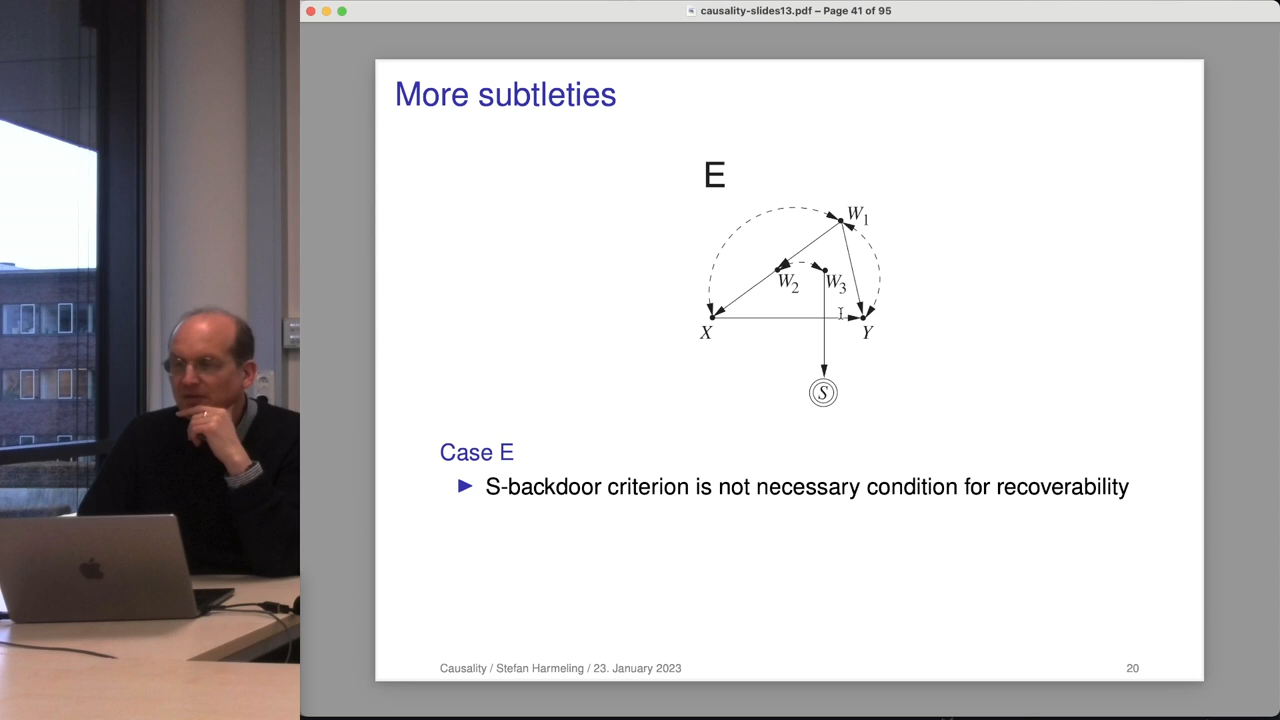 causality-slides13.pdf – Page 41 of 95
More subtleties
E
W1
W2
W3
X
Y
S
Case E
S-backdoor criterion is not necessary condition for recoverability
Causality / Stefan Harmeling / 23. January 2023
20